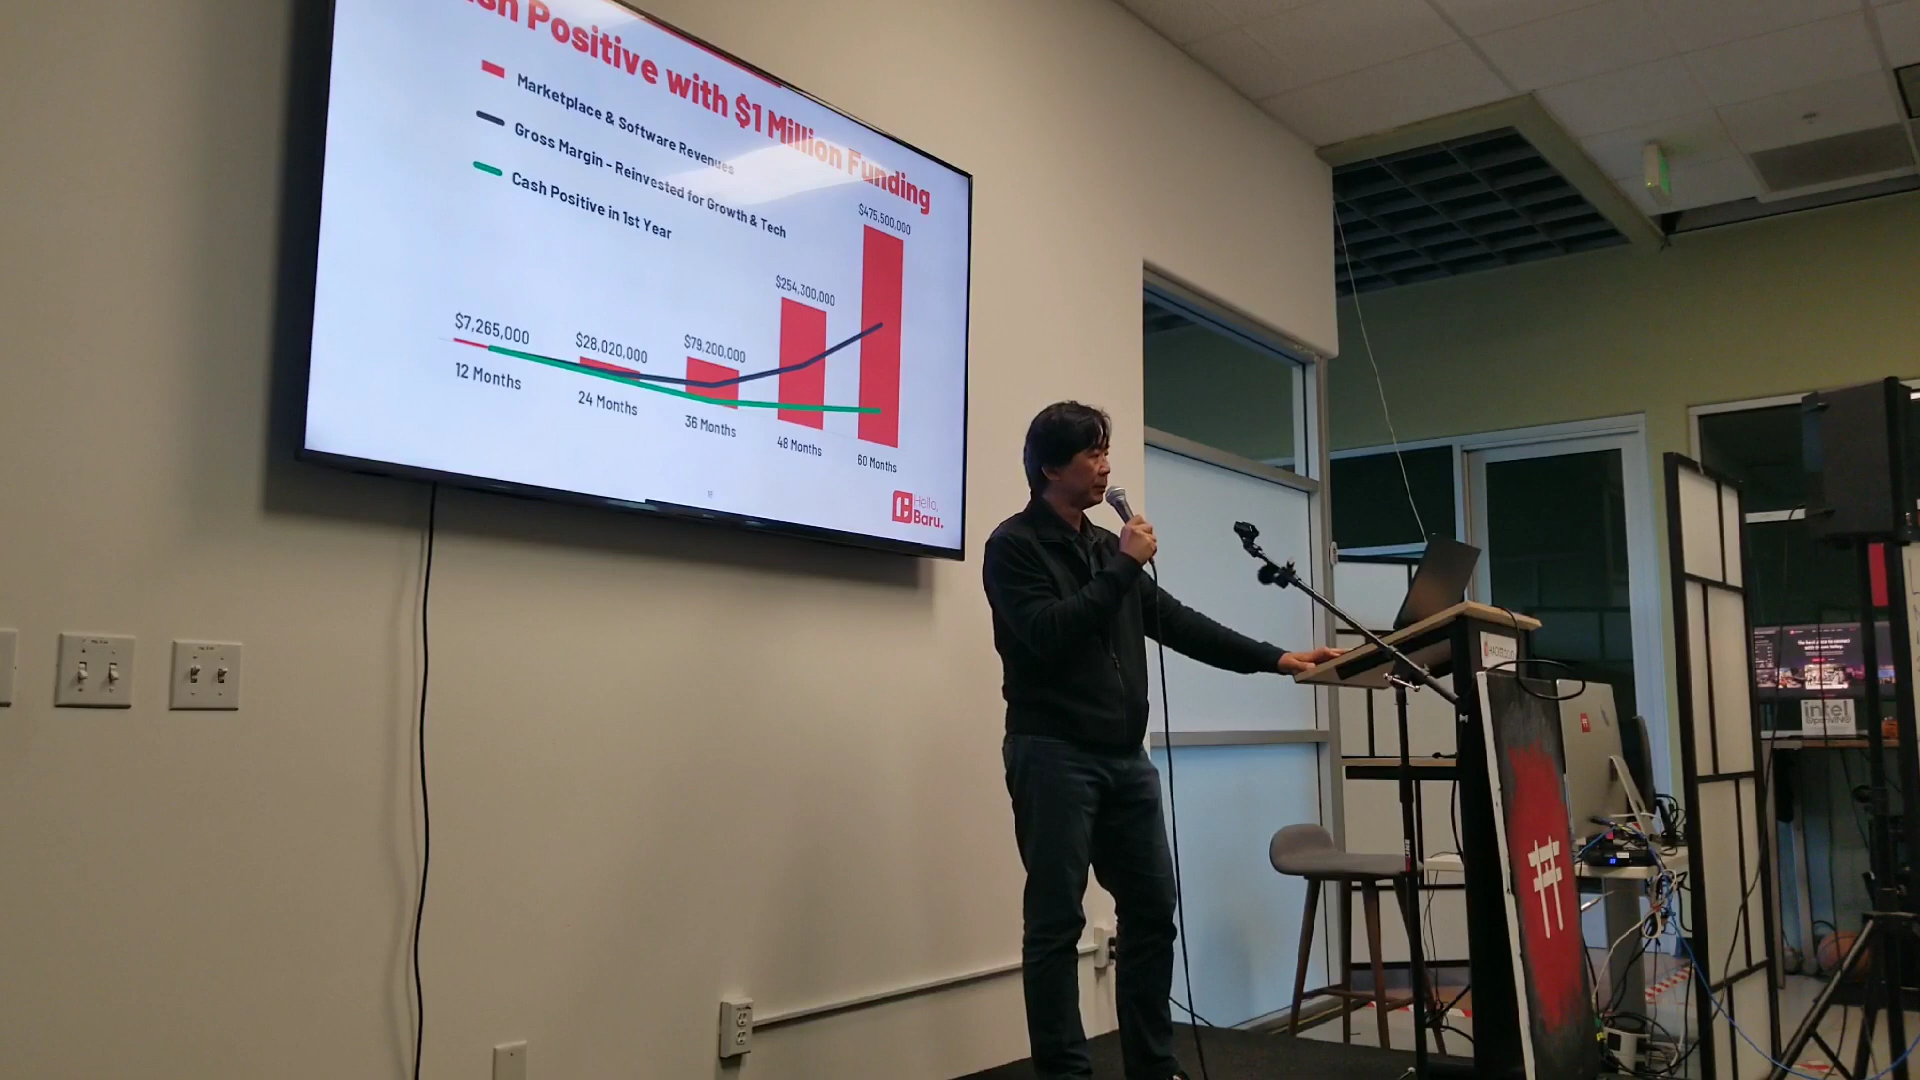 Positive with $1 Million Funding
Marketplace & Software Revenues
Gross Margin - Reinvested for Growth & Tech
Cash Positive in 1st Year
$475,500,000
$254,300,000
$79,200,000
$28,020,000
$7,265,000
12 Months
24 Months
36 Months
48 Months
60 Months
Hello,
Baru.
intel